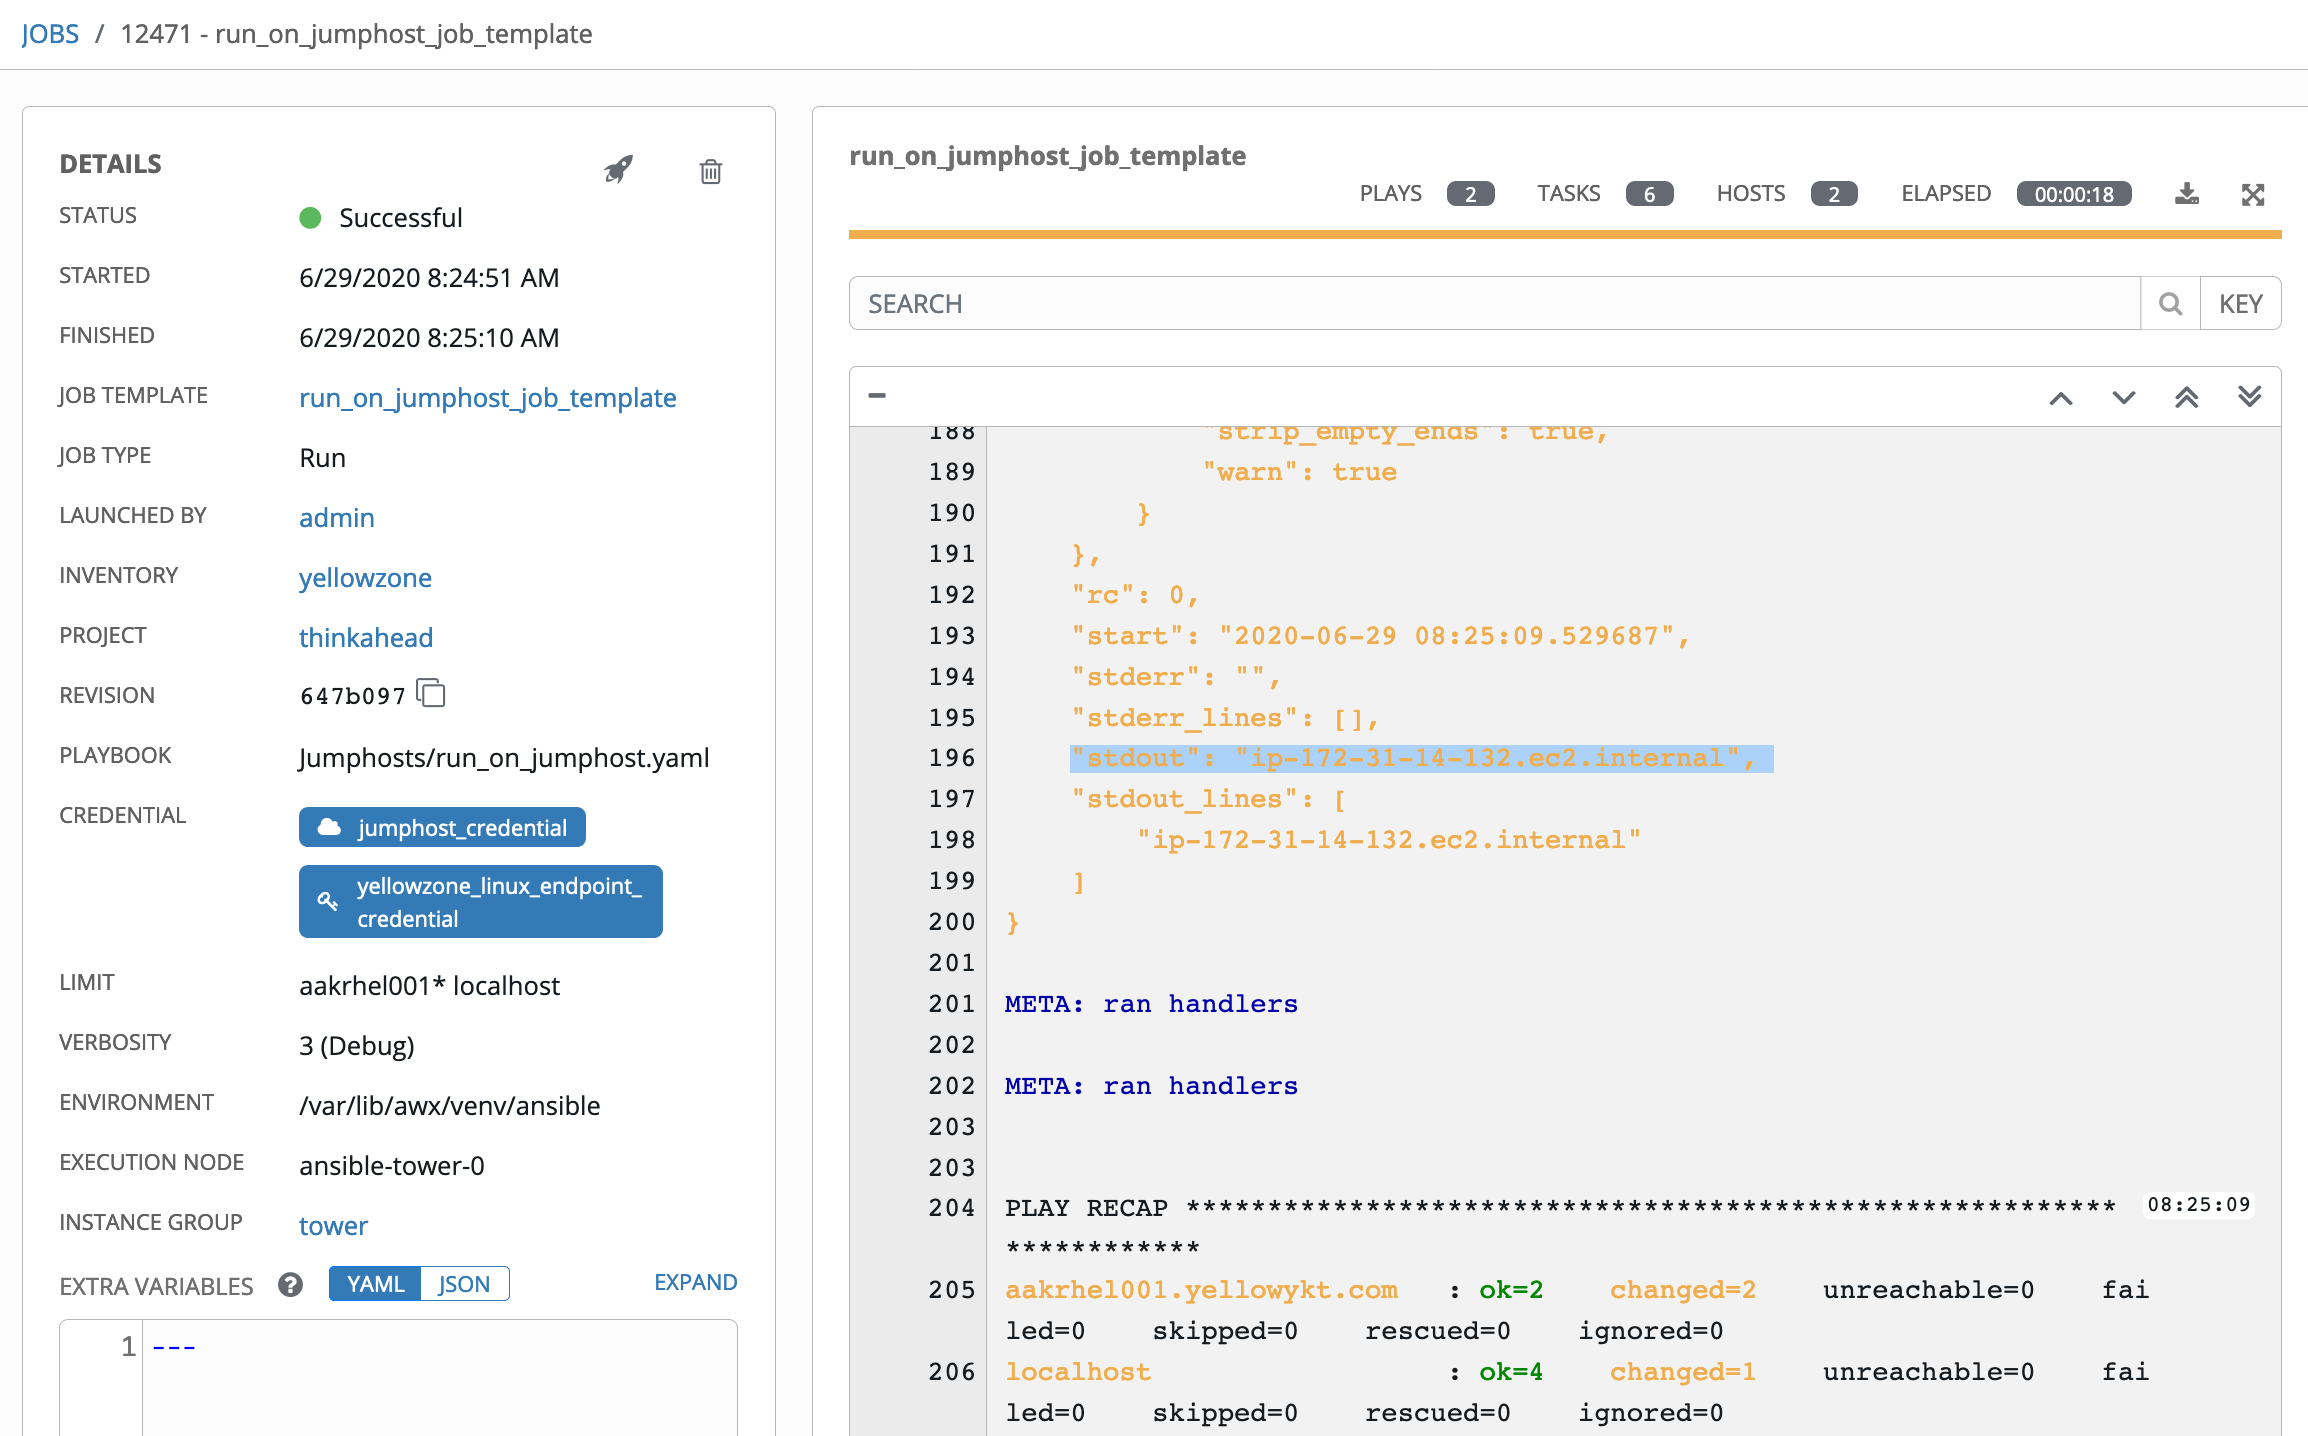 JOBS / 12471 - run_on_jumphost_job_template
DETAILS
STATUS Successful
STARTED 6/29/2020 8:24:51 AM
FINISHED 6/29/2020 8:25:10 AM
JOB TEMPLATE run_on_jumphost_job_template
JOB TYPE Run
LAUNCHED BY admin
INVENTORY yellowzone
PROJECT thinkahead
REVISION 647b097
PLAYBOOK Jumphosts/run_on_jumphost.yaml
CREDENTIAL jumphost_credential
yellowzone_linux_endpoint_
credential
LIMIT aakrhel001* localhost
VERBOSITY 3 (Debug)
ENVIRONMENT /var/lib/awx/venv/ansible
EXECUTION NODE ansible-tower-0
INSTANCE GROUP tower
EXTRA VARIABLES ? YAML JSON EXPAND
1 ---
run_on_jumphost_job_template
PLAYS 2 TASKS 6 HOSTS 2 ELAPSED 00:00:18
SEARCH KEY
188 "strip_empty_ends": true,
189 "warn": true
190 }
191 },
192 "rc": 0,
193 "start": "2020-06-29 08:25:09.529687",
194 "stderr": "",
195 "stderr_lines": [],
196 "stdout": "ip-172-31-14-132.ec2.internal",
197 "stdout_lines": [
198 "ip-172-31-14-132.ec2.internal"
199 ]
200 }
201
201 META: ran handlers
202
202 META: ran handlers
203
203
204 PLAY RECAP ********************************************************* 08:25:09
************
205 aakrhel001.yellowykt.com : ok=2 changed=2 unreachable=0 fai
led=0 skipped=0 rescued=0 ignored=0
206 localhost : ok=4 changed=1 unreachable=0 fai
led=0 skipped=0 rescued=0 ignored=0